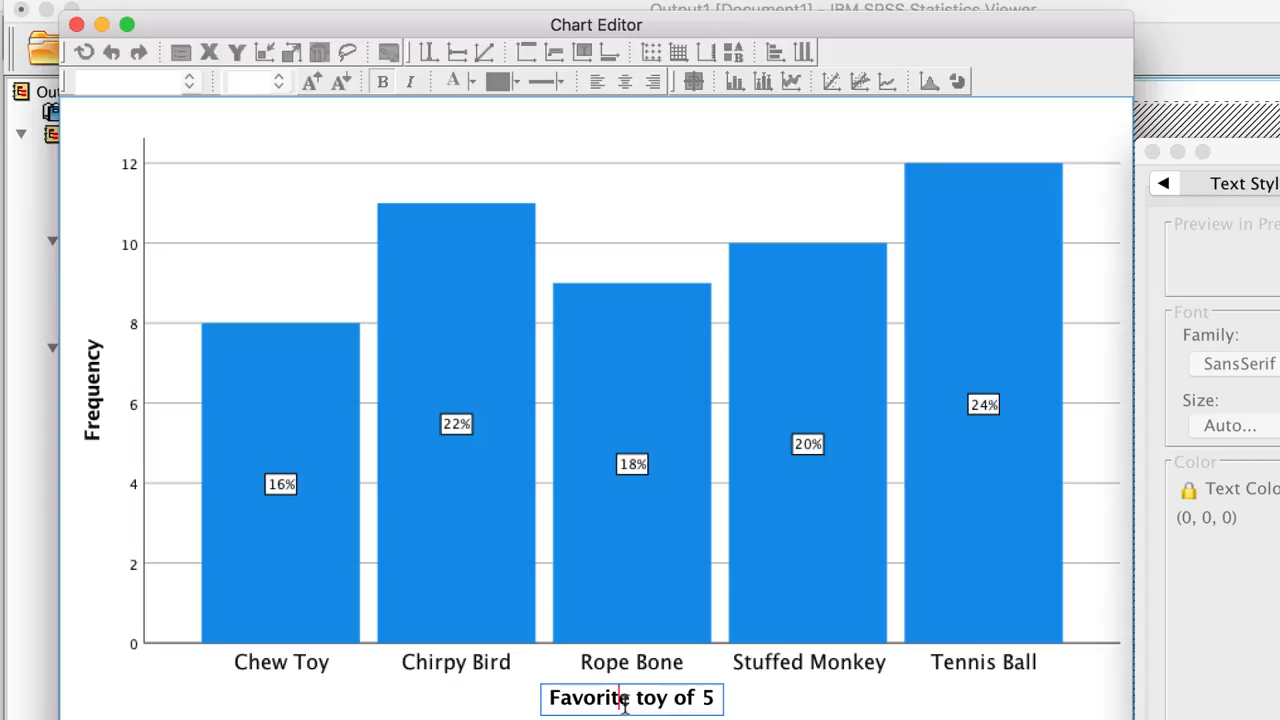 Output1 [Document1] - IBM SPSS Statistics Viewer
Chart Editor
X Y
A A B I A
Out
Text Styl
Preview in Pre
Font
Family:
SansSerif
Size:
Auto...
Color
Text Colo
(0, 0, 0)
Frequency
12
10
8
6
4
2
0
16%
22%
18%
20%
24%
Chew Toy
Chirpy Bird
Rope Bone
Stuffed Monkey
Tennis Ball
Favorite toy of 5